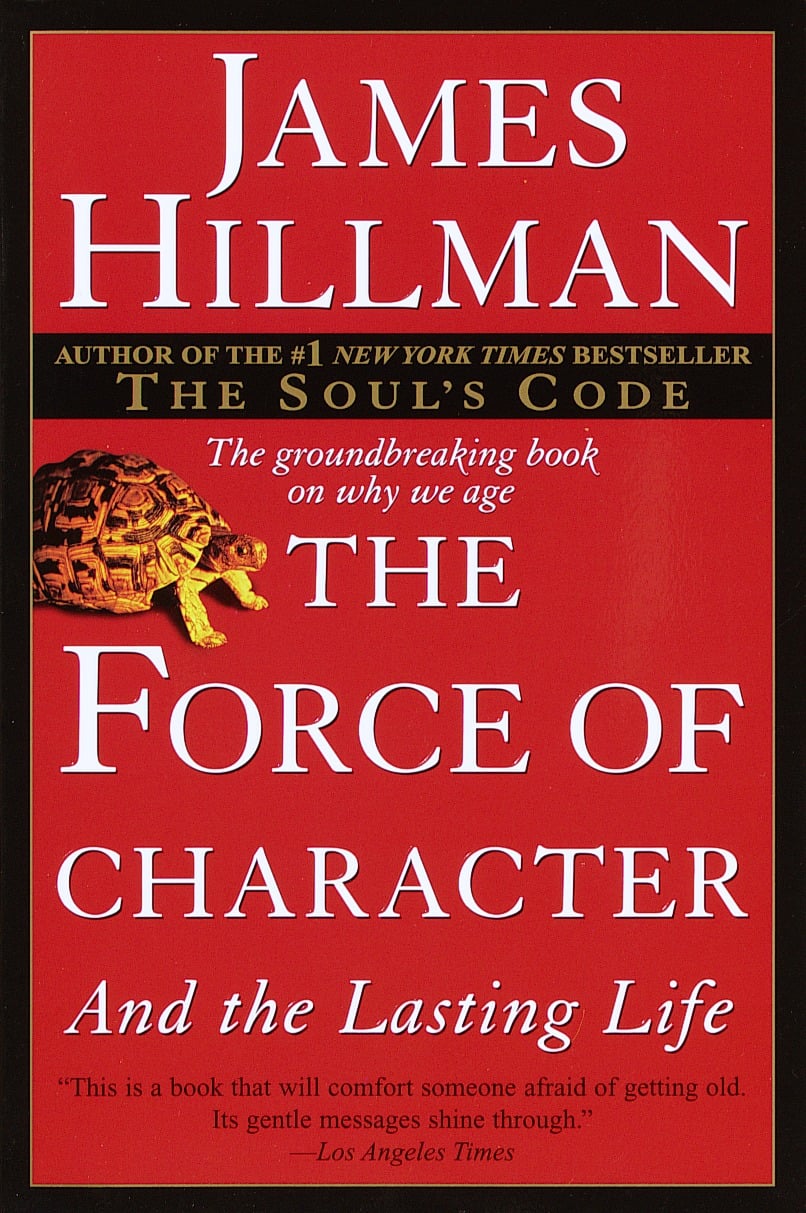 JAMES
HILLMAN
AUTHOR OF THE #1 NEW YORK TIMES BESTSELLER
THE SOUL'S CODE
The groundbreaking book
on why we age
THE
FORCE OF
CHARACTER
And the Lasting Life
“This is a book that will comfort someone afraid of getting old.
Its gentle messages shine through.”
—Los Angeles Times